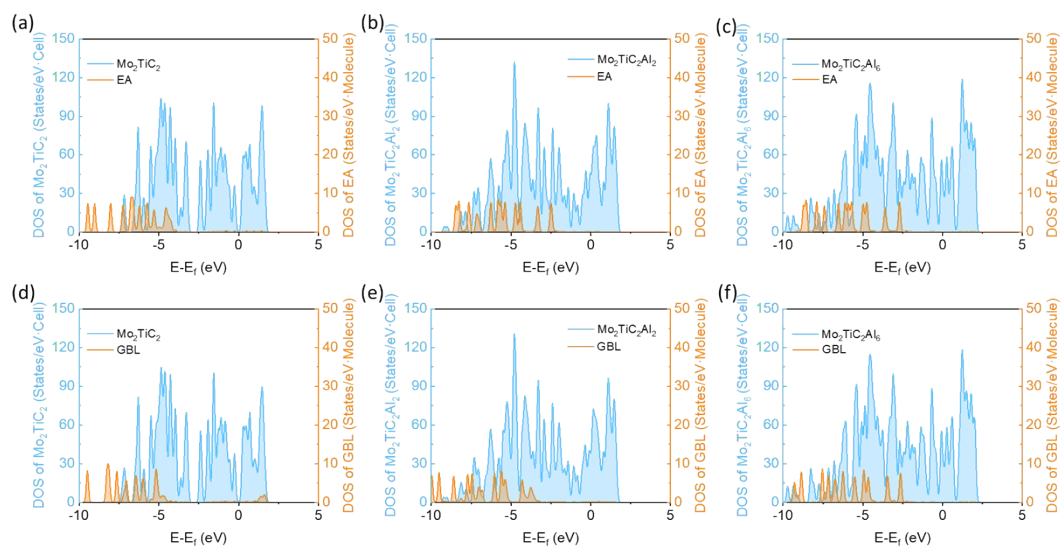 (a)
150
120
90
60
30
0
DOS of Mo₂TiC₂ (States/eV·Cell)
Mo₂TiC₂
EA
50
40
30
20
10
0
DOS of EA (States/eV·Molecule)
-10
-5
0
5
E-E_f (eV)
(b)
150
120
90
60
30
0
DOS of Mo₂TiC₂Al₂ (States/eV·Cell)
Mo₂TiC₂Al₂
EA
50
40
30
20
10
0
DOS of EA (States/eV·Molecule)
-10
-5
0
5
E-E_f (eV)
(c)
150
120
90
60
30
0
DOS of Mo₂TiC₂Al₆ (States/eV·Cell)
Mo₂TiC₂Al₆
EA
50
40
30
20
10
0
DOS of EA (States/eV·Molecule)
-10
-5
0
5
E-E_f (eV)
(d)
150
120
90
60
30
0
DOS of Mo₂TiC₂ (States/eV·Cell)
Mo₂TiC₂
GBL
50
40
30
20
10
0
DOS of GBL (States/eV·Molecule)
-10
-5
0
5
E-E_f (eV)
(e)
150
120
90
60
30
0
DOS of Mo₂TiC₂Al₂ (States/eV·Cell)
Mo₂TiC₂Al₂
GBL
50
40
30
20
10
0
DOS of GBL (States/eV·Molecule)
-10
-5
0
5
E-E_f (eV)
(f)
150
120
90
60
30
0
DOS of Mo₂TiC₂Al₆ (States/eV·Cell)
Mo₂TiC₂Al₆
GBL
50
40
30
20
10
0
DOS of GBL (States/eV·Molecule)
-10
-5
0
5
E-E_f (eV)